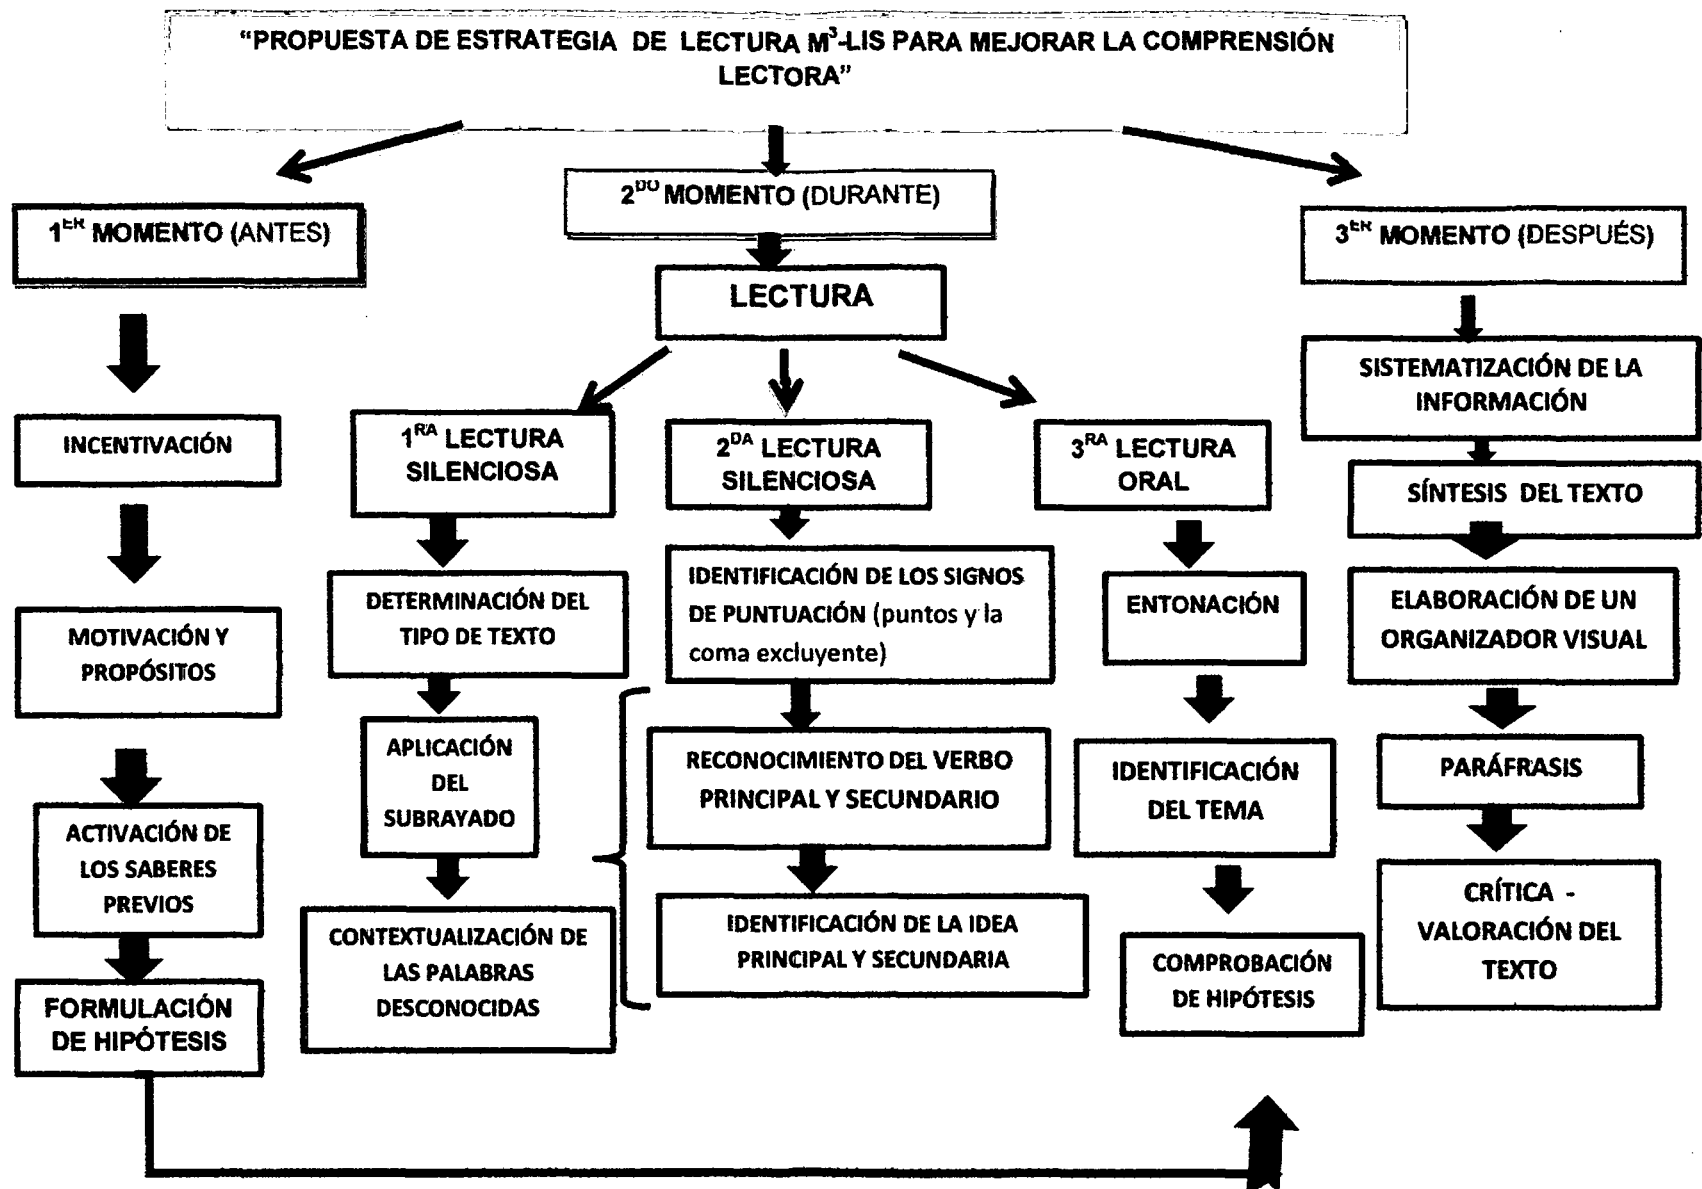 “PROPUESTA DE ESTRATEGIA DE LECTURA M³-LIS PARA MEJORAR LA COMPRENSIÓN
LECTORA”
1ER MOMENTO (ANTES)
INCENTIVACIÓN
MOTIVACIÓN Y
PROPÓSITOS
ACTIVACIÓN DE
LOS SABERES
PREVIOS
FORMULACIÓN
DE HIPÓTESIS
2DO MOMENTO (DURANTE)
LECTURA
1RA LECTURA
SILENCIOSA
DETERMINACIÓN DEL
TIPO DE TEXTO
APLICACIÓN
DEL
SUBRAYADO
CONTEXTUALIZACIÓN DE
LAS PALABRAS
DESCONOCIDAS
2DA LECTURA
SILENCIOSA
IDENTIFICACIÓN DE LOS SIGNOS
DE PUNTUACIÓN (puntos y la
coma excluyente)
RECONOCIMIENTO DEL VERBO
PRINCIPAL Y SECUNDARIO
IDENTIFICACIÓN DE LA IDEA
PRINCIPAL Y SECUNDARIA
3RA LECTURA
ORAL
ENTONACIÓN
IDENTIFICACIÓN
DEL TEMA
COMPROBACIÓN
DE HIPÓTESIS
3ER MOMENTO (DESPUÉS)
SISTEMATIZACIÓN DE LA
INFORMACIÓN
SÍNTESIS DEL TEXTO
ELABORACIÓN DE UN
ORGANIZADOR VISUAL
PARÁFRASIS
CRÍTICA -
VALORACIÓN DEL
TEXTO